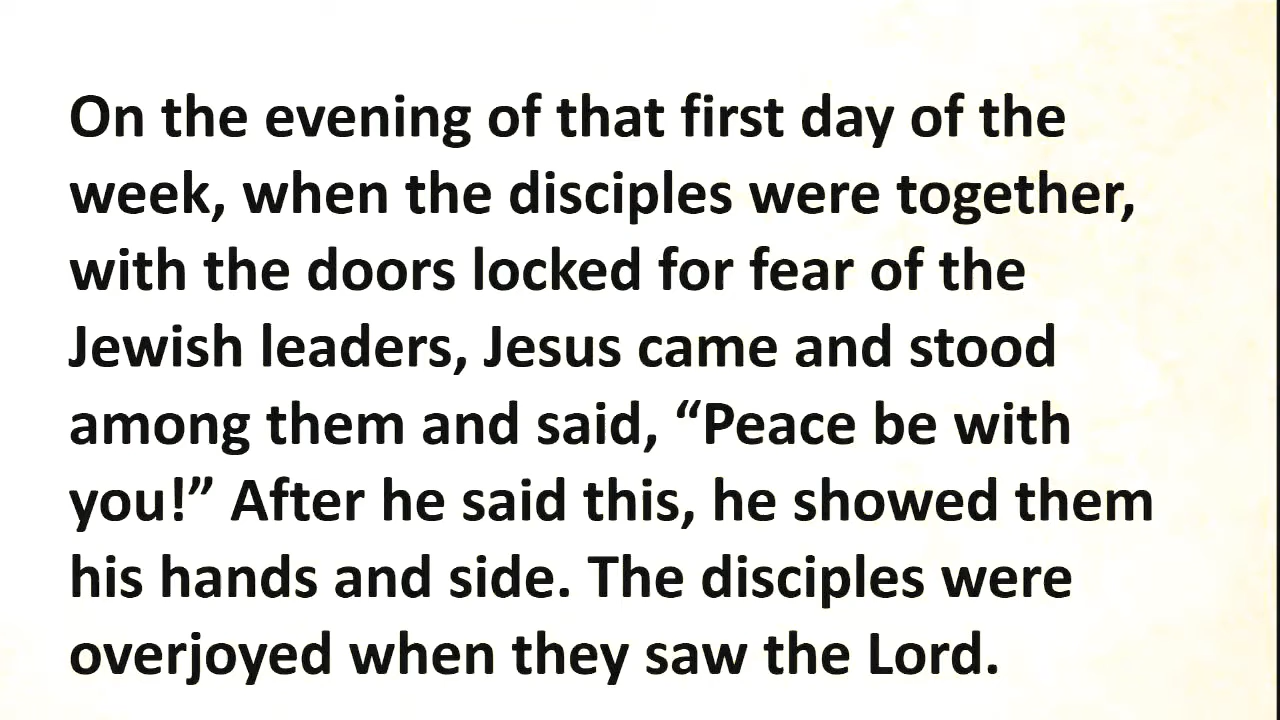 On the evening of that first day of the
week, when the disciples were together,
with the doors locked for fear of the
Jewish leaders, Jesus came and stood
among them and said, “Peace be with
you!” After he said this, he showed them
his hands and side. The disciples were
overjoyed when they saw the Lord.